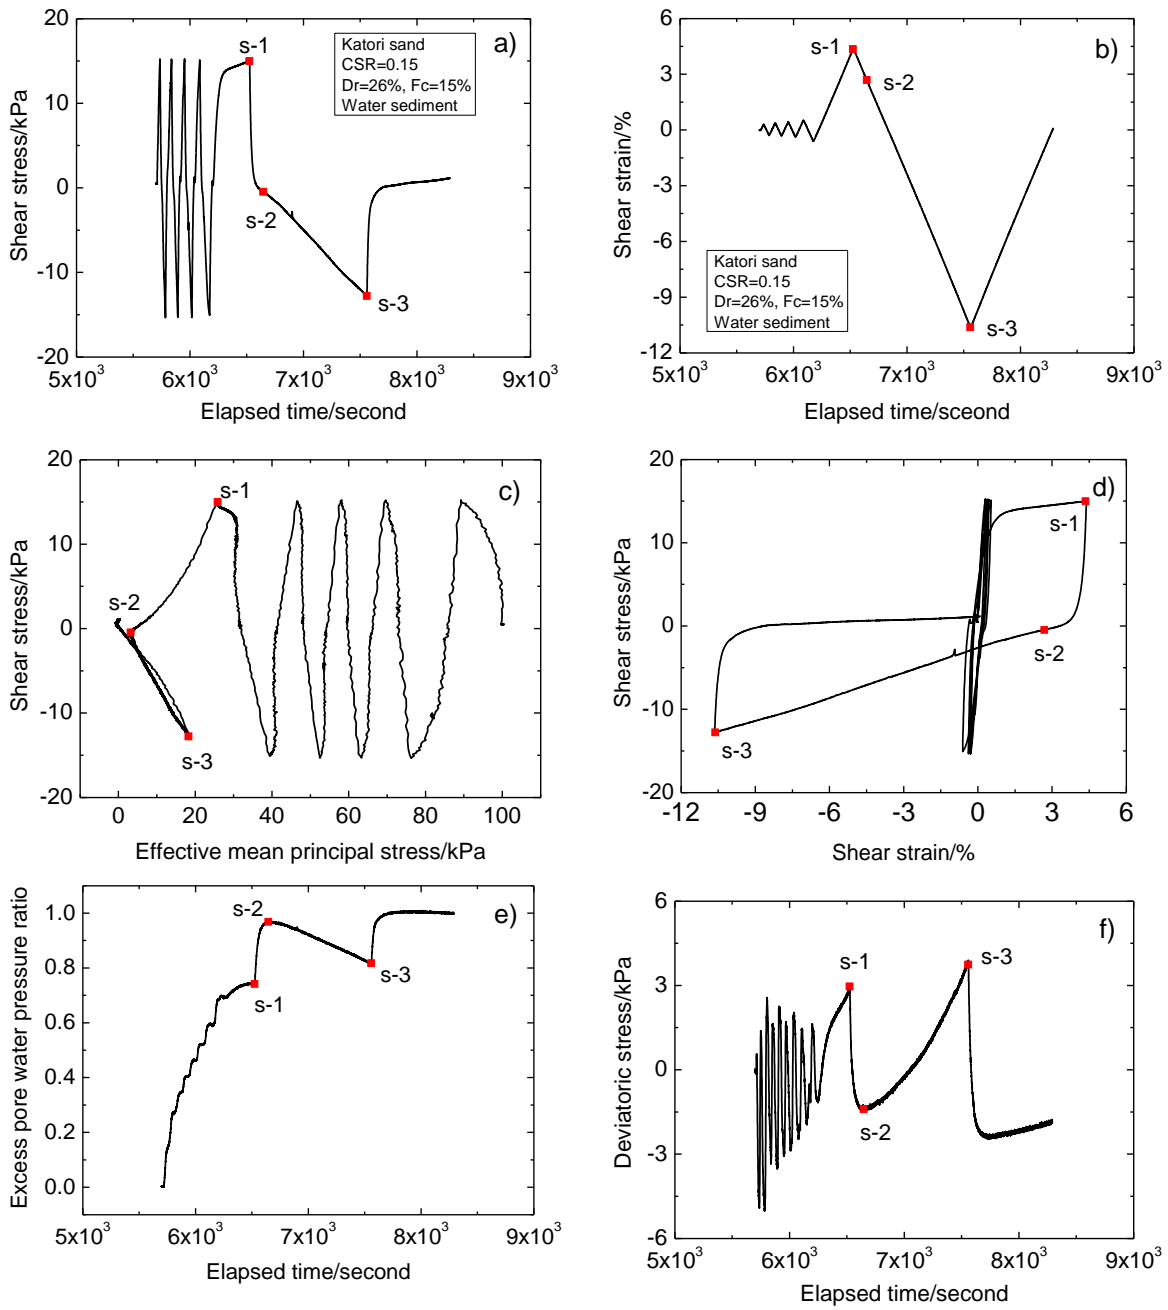 a)
20
10
0
-10
-20
Shear stress/kPa
s-1
s-2
s-3
Katori sand
CSR=0.15
Dr=26%, Fc=15%
Water sediment
5x10³ 6x10³ 7x10³ 8x10³ 9x10³
Elapsed time/second
b)
6
3
0
-3
-6
-9
-12
Shear strain/%
s-1
s-2
s-3
Katori sand
CSR=0.15
Dr=26%, Fc=15%
Water sediment
5x10³ 6x10³ 7x10³ 8x10³ 9x10³
Elapsed time/sceond
c)
20
10
0
-10
-20
Shear stress/kPa
s-1
s-2
s-3
0 20 40 60 80 100
Effective mean principal stress/kPa
d)
20
10
0
-10
-20
Shear stress/kPa
s-1
s-2
s-3
-12 -9 -6 -3 0 3 6
Shear strain/%
e)
1.0
0.8
0.6
0.4
0.2
0.0
Excess pore water pressure ratio
s-2
s-1
s-3
5x10³ 6x10³ 7x10³ 8x10³ 9x10³
Elapsed time/second
f)
6
3
0
-3
-6
Deviatoric stress/kPa
s-1
s-3
s-2
5x10³ 6x10³ 7x10³ 8x10³ 9x10³
Elapsed time/second